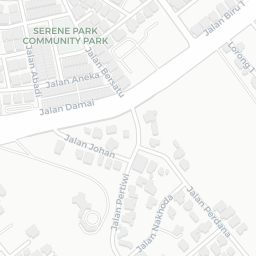 SERENE PARK
COMMUNITY PARK
Jalan Abadi
Jalan Aneka
Jalan Bersatu
Jalan Damai
Jalan Biru
Lorong
Jalan Johan
Jalan Pertiwi
Jalan Nakhoda
Jalan Perdana